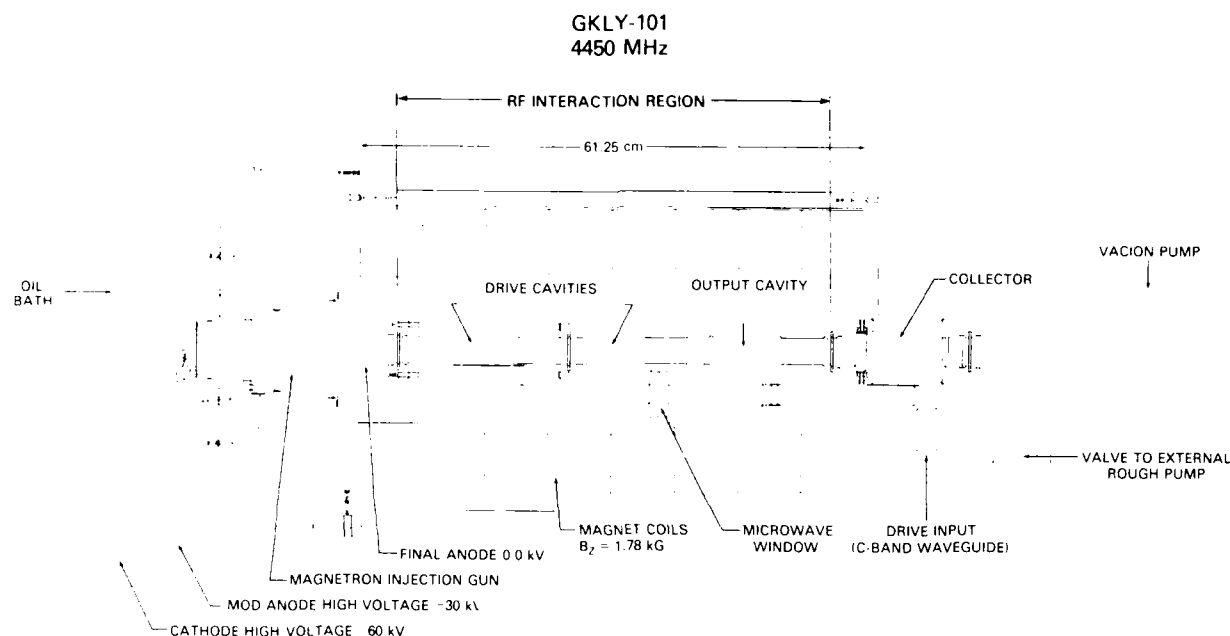 GKLY-101
4450 MHz
RF INTERACTION REGION
61.25 cm
VACION PUMP
OIL
BATH
DRIVE CAVITIES
OUTPUT CAVITY
COLLECTOR
VALVE TO EXTERNAL
ROUGH PUMP
MAGNET COILS
B_Z = 1.78 kG
MICROWAVE
WINDOW
DRIVE INPUT
(C-BAND WAVEGUIDE)
FINAL ANODE 0.0 kV
MAGNETRON INJECTION GUN
MOD ANODE HIGH VOLTAGE -30 kV
CATHODE HIGH VOLTAGE 60 kV